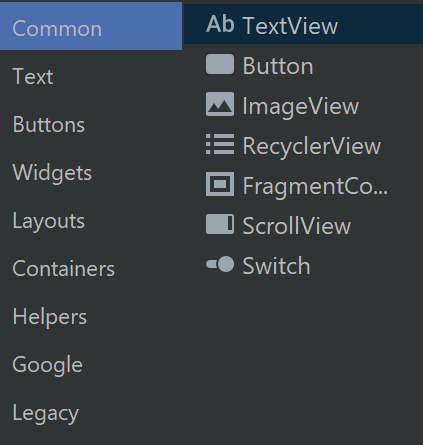 Common
Text
Buttons
Widgets
Layouts
Containers
Helpers
Google
Legacy
Ab TextView
Button
ImageView
RecyclerView
FragmentCo...
ScrollView
Switch